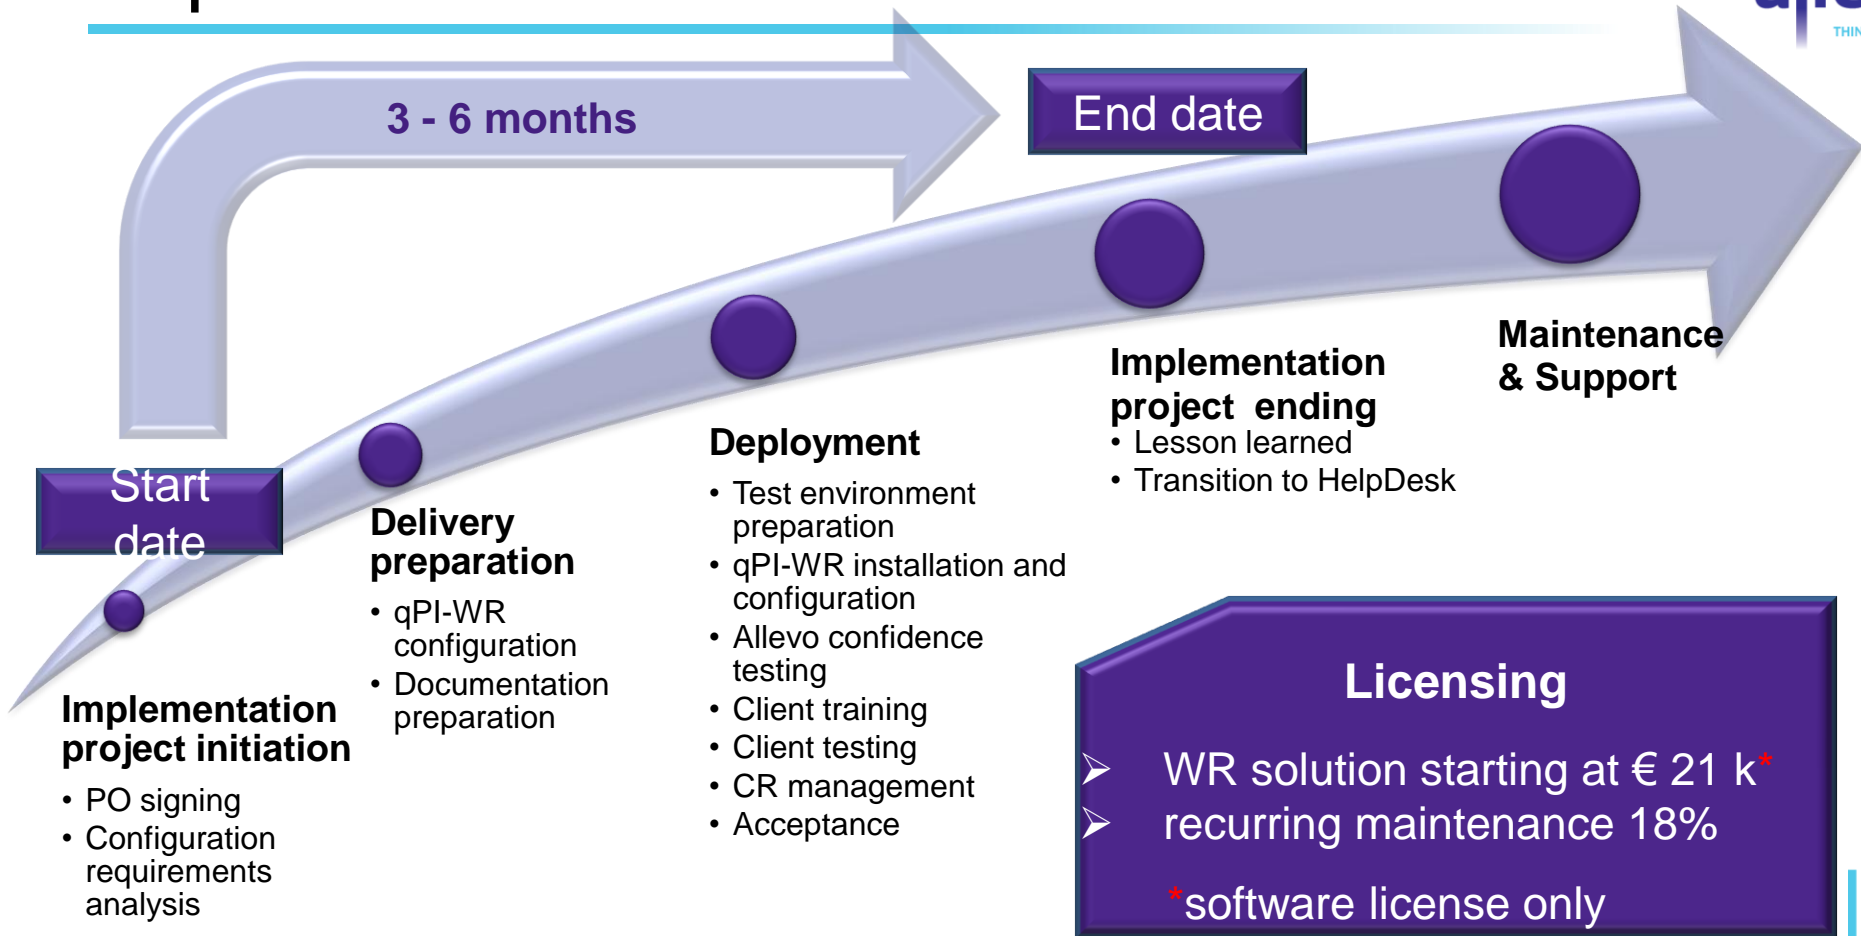 3 - 6 months
End date
Start
date
Implementation
project initiation
• PO signing
• Configuration
requirements
analysis
Delivery
preparation
• qPI-WR
configuration
• Documentation
preparation
Deployment
• Test environment
preparation
• qPI-WR installation and
configuration
• Allevo confidence
testing
• Client training
• Client testing
• CR management
• Acceptance
Implementation
project ending
• Lesson learned
• Transition to HelpDesk
Maintenance
& Support
Licensing
➢ WR solution starting at € 21 k*
➢ recurring maintenance 18%
*software license only